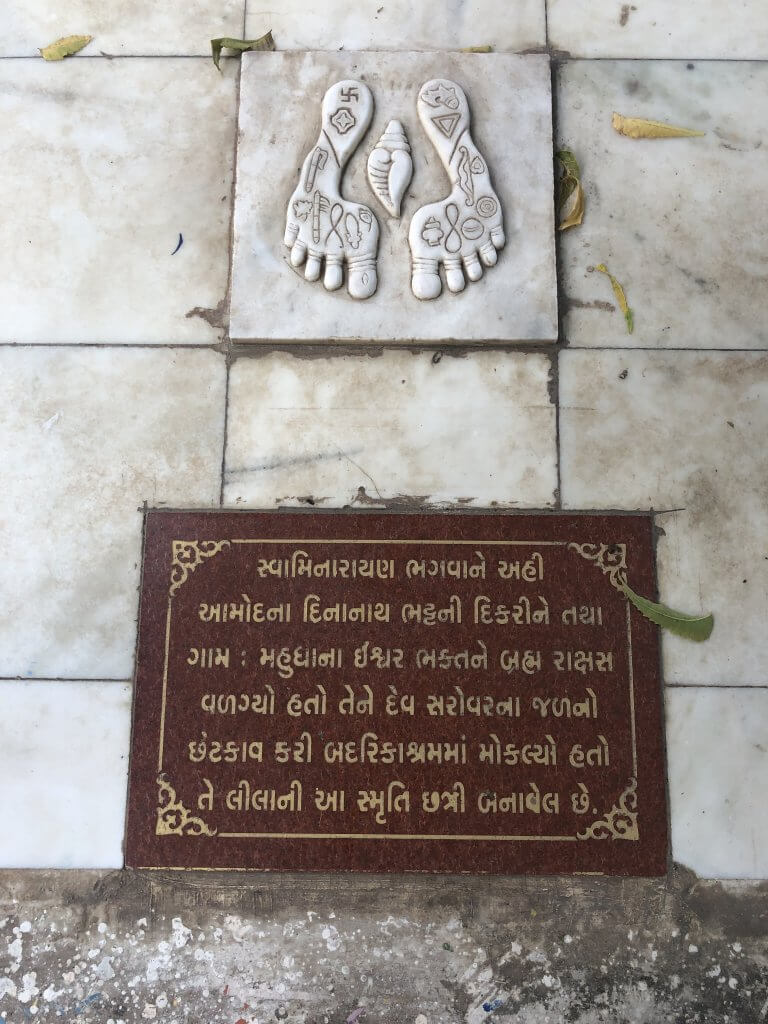 સ્વામિનારાયણ ભગવાને અહી
આમોદના દિનાનાથ ભટ્ટની દિકરીને તથા
ગામ : મહુધાના ઈશ્વર ભક્તને બ્રહ્મ રાક્ષસ
વળગ્યો હતો તેને દેવ સરોવરના જળનો
છંટકાવ કરી બદરિકાશ્રમમાં મોકલ્યો હતો
તે લીલાની આ સ્મૃતિ છત્રી બનાવેલ છે.